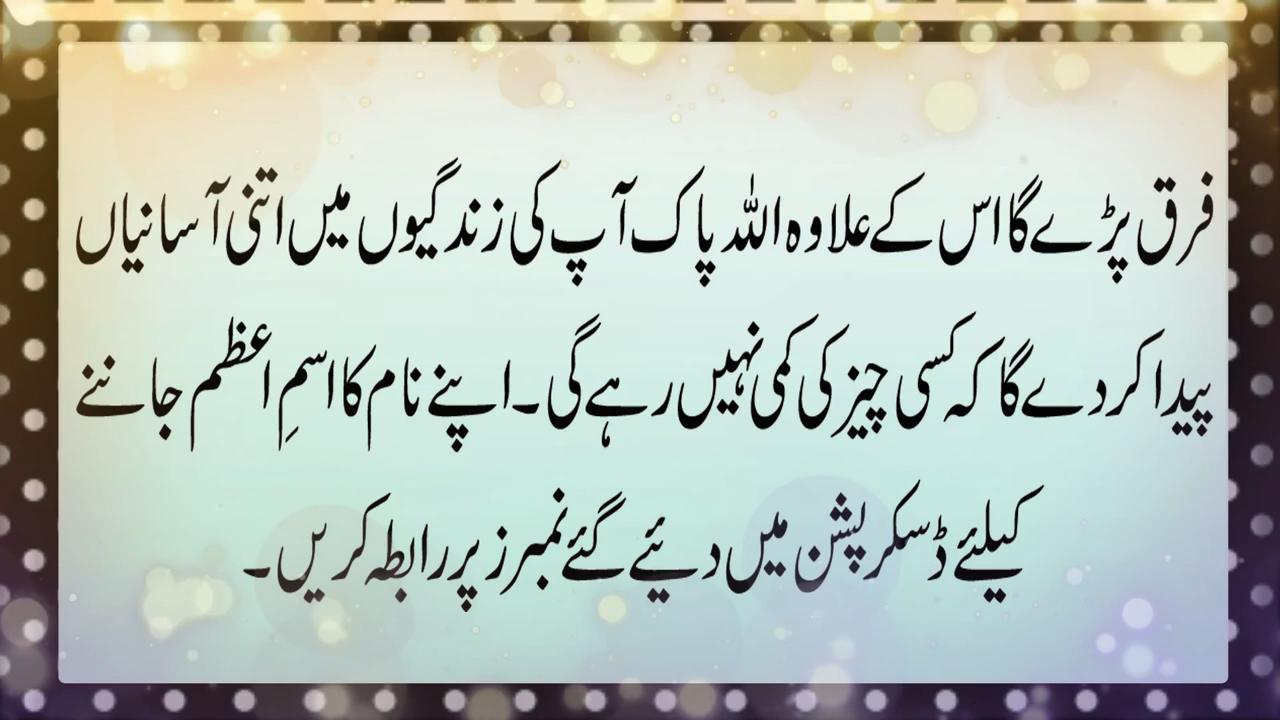 فرق پڑے گا اس کے علاوہ اللہ پاک آپ کی زندگیوں میں اتنی آسانیاں
پیدا کر دے گا کہ کسی چیز کی کمی نہیں رہے گی۔ اپنے نام کا اسمِ اعظم جاننے
کیلئے ڈسکرپشن میں دیئے گئے نمبرز پر رابطہ کریں۔